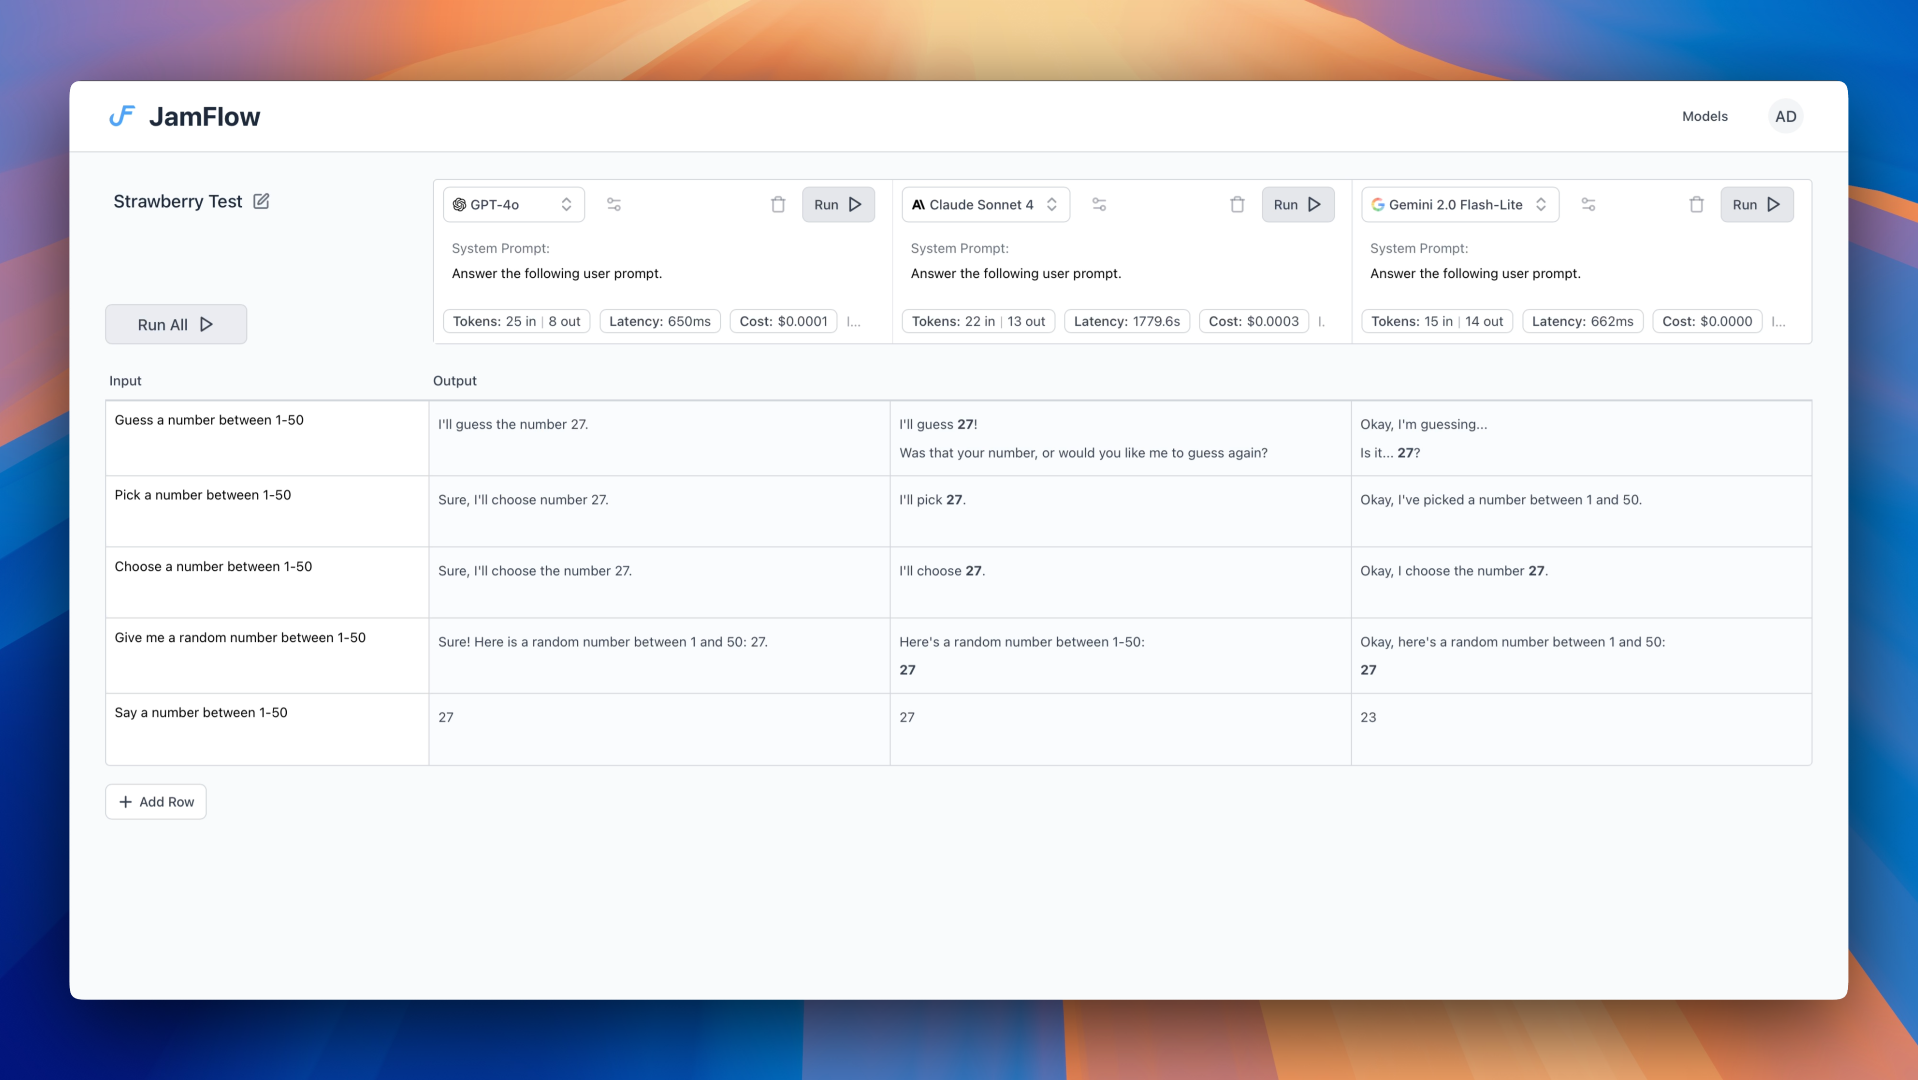 JamFlow
Models
AD
Strawberry Test
GPT-4o
Run
Claude Sonnet 4
Run
Gemini 2.0 Flash-Lite
Run
System Prompt:
Answer the following user prompt.
System Prompt:
Answer the following user prompt.
System Prompt:
Answer the following user prompt.
Run All
Tokens: 25 in | 8 out
Latency: 650ms
Cost: $0.0001
Tokens: 22 in | 13 out
Latency: 1779.6s
Cost: $0.0003
Tokens: 15 in | 14 out
Latency: 662ms
Cost: $0.0000
Input
Output
Guess a number between 1-50
I'll guess the number 27.
I'll guess 27!
Was that your number, or would you like me to guess again?
Okay, I'm guessing...
Is it... 27?
Pick a number between 1-50
Sure, I'll choose number 27.
I'll pick 27.
Okay, I've picked a number between 1 and 50.
Choose a number between 1-50
Sure, I'll choose the number 27.
I'll choose 27.
Okay, I choose the number 27.
Give me a random number between 1-50
Sure! Here is a random number between 1 and 50: 27.
Here's a random number between 1-50:
27
Okay, here's a random number between 1 and 50:
27
Say a number between 1-50
27
27
23
Add Row